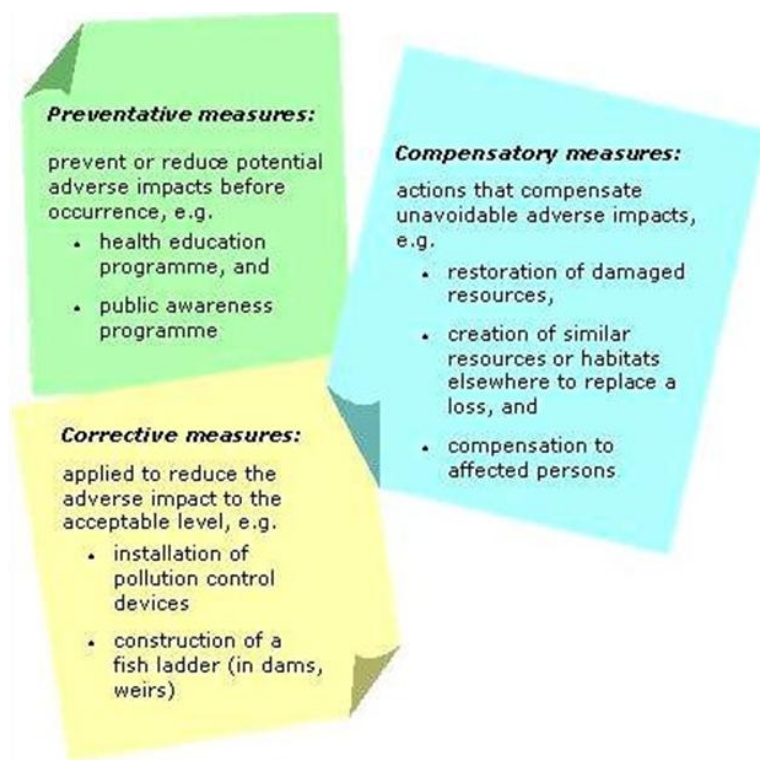 Preventative measures:
prevent or reduce potential
adverse impacts before
occurrence, e.g.
• health education
programme, and
• public awareness
programme
Compensatory measures:
actions that compensate
unavoidable adverse impacts,
e.g.
• restoration of damaged
resources,
• creation of similar
resources or habitats
elsewhere to replace a
loss, and
• compensation to
affected persons
Corrective measures:
applied to reduce the
adverse impact to the
acceptable level, e.g.
• installation of
pollution control
devices
• construction of a
fish ladder (in dams,
weirs)